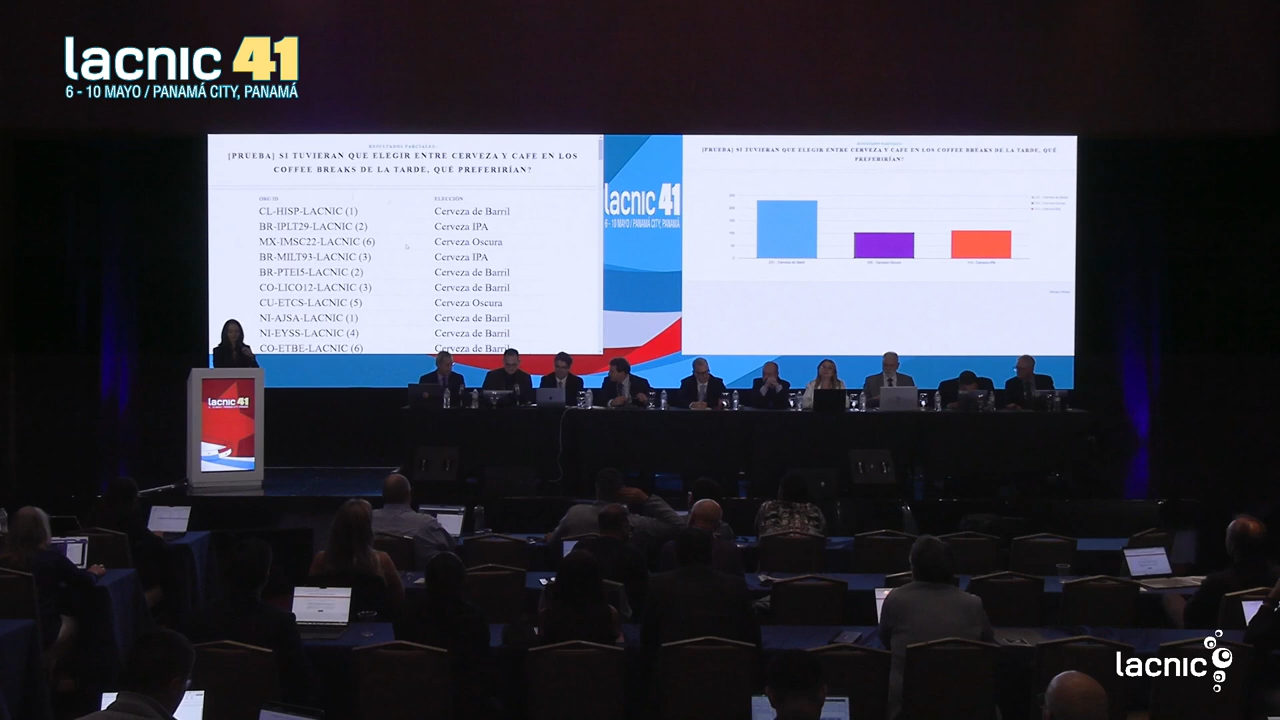 lacnic 41
6 - 10 MAYO / PANAMÁ CITY, PANAMÁ
RESULTADOS PARCIALES:
[PRUEBA] SI TUVIERAN QUE ELEGIR ENTRE CERVEZA Y CAFE EN LOS
COFFEE BREAKS DE LA TARDE, QUÉ PREFERIRÍAN?
ORG ID ELECCIÓN
CL-HISP-LACNIC (1) Cerveza de Barril
BR-IPLT29-LACNIC (2) Cerveza IPA
MX-IMSC22-LACNIC (6) Cerveza Oscura
BR-MILT93-LACNIC (3) Cerveza IPA
BR-PTEI5-LACNIC (2) Cerveza de Barril
CO-LICO12-LACNIC (3) Cerveza de Barril
CU-ETCS-LACNIC (5) Cerveza Oscura
NI-AJSA-LACNIC (1) Cerveza de Barril
NI-EYSS-LACNIC (4) Cerveza de Barril
CO-ETBE-LACNIC (6) Cerveza de Barril
lacnic 41
6 - 10 MAYO / PANAMÁ CITY, PANAMÁ
[PRUEBA] SI TUVIERAN QUE ELEGIR ENTRE CERVEZA Y CAFE EN LOS COFFEE BREAKS DE LA TARDE, QUÉ
PREFERIRÍAN?
lacnic 41
lacnic